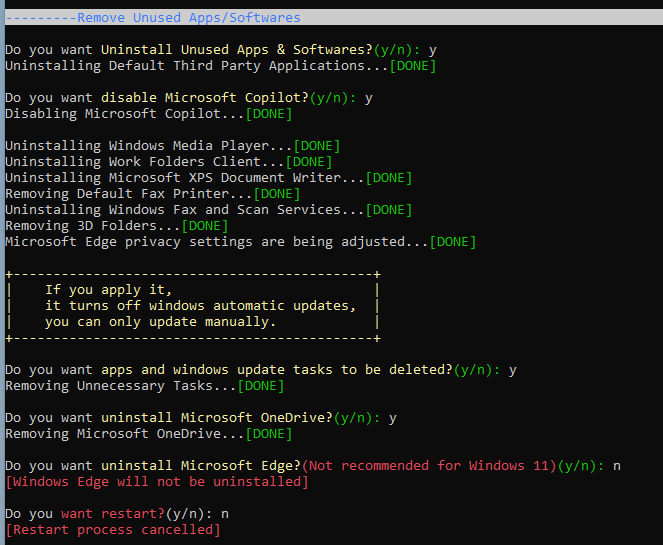 ---------Remove Unused Apps/Softwares
Do you want Uninstall Unused Apps & Softwares?(y/n): y
Uninstalling Default Third Party Applications...[DONE]
Do you want disable Microsoft Copilot?(y/n): y
Disabling Microsoft Copilot...[DONE]
Uninstalling Windows Media Player...[DONE]
Uninstalling Work Folders Client...[DONE]
Uninstalling Microsoft XPS Document Writer...[DONE]
Removing Default Fax Printer...[DONE]
Uninstalling Windows Fax and Scan Services...[DONE]
Removing 3D Folders...[DONE]
Microsoft Edge privacy settings are being adjusted...[DONE]
+---------------------------------------------+
|    If you apply it,                         |
|    it turns off windows automatic updates,  |
|    you can only update manually.            |
+---------------------------------------------+
Do you want apps and windows update tasks to be deleted?(y/n): y
Removing Unnecessary Tasks...[DONE]
Do you want uninstall Microsoft OneDrive?(y/n): y
Removing Microsoft OneDrive...[DONE]
Do you want uninstall Microsoft Edge?(Not recommended for Windows 11)(y/n): n
[Windows Edge will not be uninstalled]
Do you want restart?(y/n): n
[Restart process cancelled]